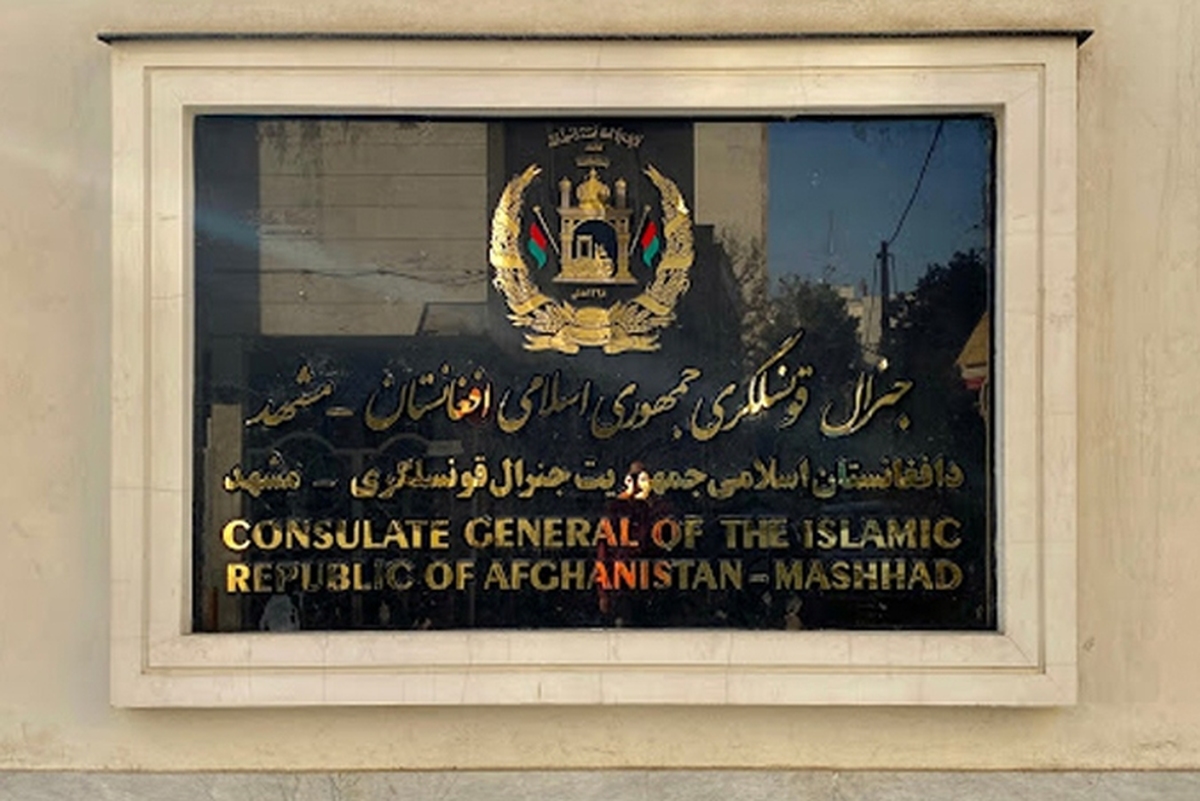 ۱۲۹۸
جنرال قونسلگری جمهوری اسلامی افغانستان – مشهد
دافغانستان اسلامی جمهوریت جنرال قونسلگری – مشهد
CONSULATE GENERAL OF THE ISLAMIC
REPUBLIC OF AFGHANISTAN – MASHHAD